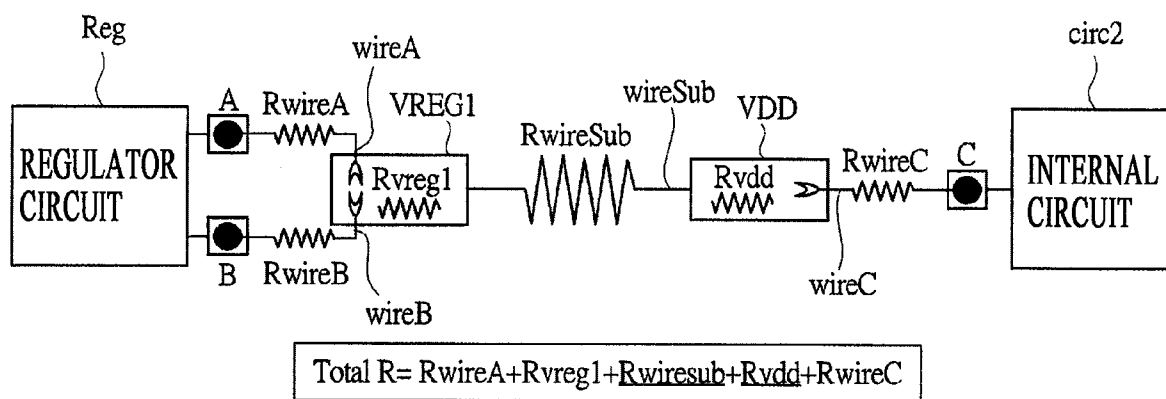 Reg
circ2
wireA
wireSub
VDD
A
RwireA
VREG1
RwireSub
RwireC
C
REGULATOR
CIRCUIT
Rvreg1
Rvdd
INTERNAL
CIRCUIT
B
RwireB
wireB
wireC
Total R= RwireA+Rvreg1+Rwiresub+Rvdd+RwireC